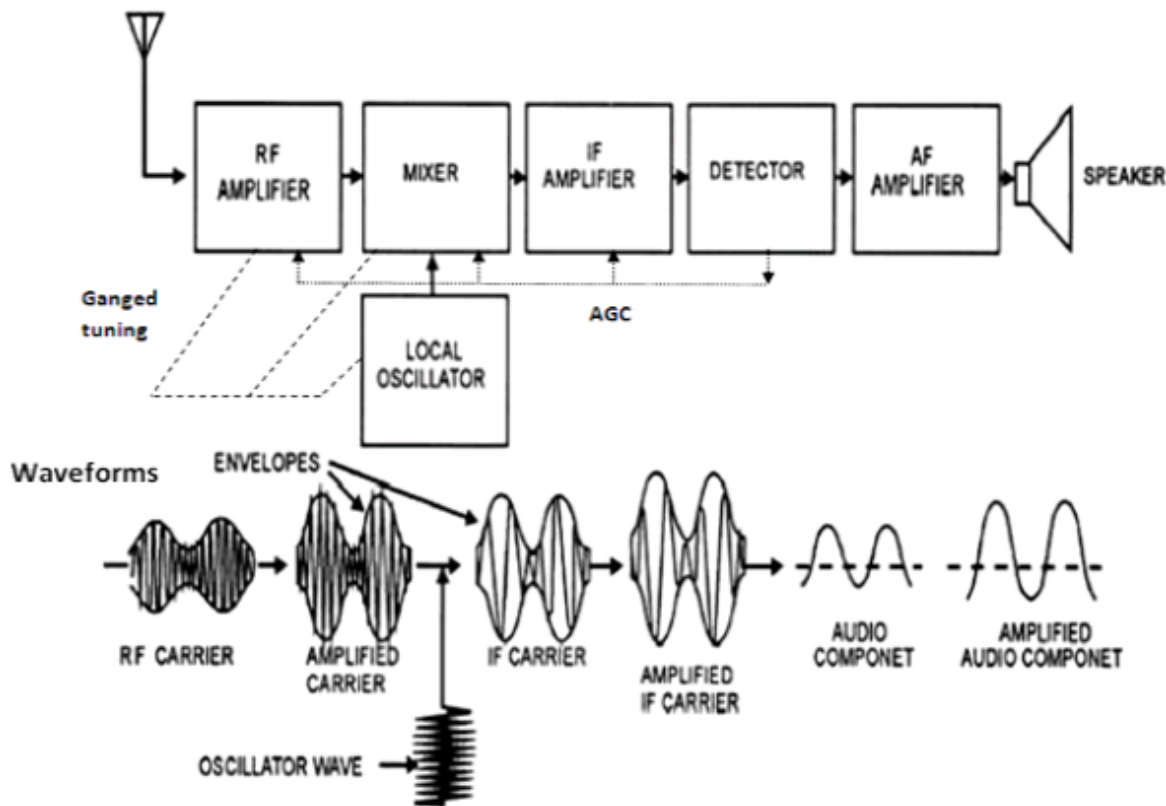 RF
AMPLIFIER
MIXER
IF
AMPLIFIER
DETECTOR
AF
AMPLIFIER
SPEAKER
Ganged
tuning
AGC
LOCAL
OSCILLATOR
Waveforms
ENVELOPES
RF CARRIER
AMPLIFIED
CARRIER
IF CARRIER
AMPLIFIED
IF CARRIER
AUDIO
COMPONET
AMPLIFIED
AUDIO COMPONET
OSCILLATOR WAVE